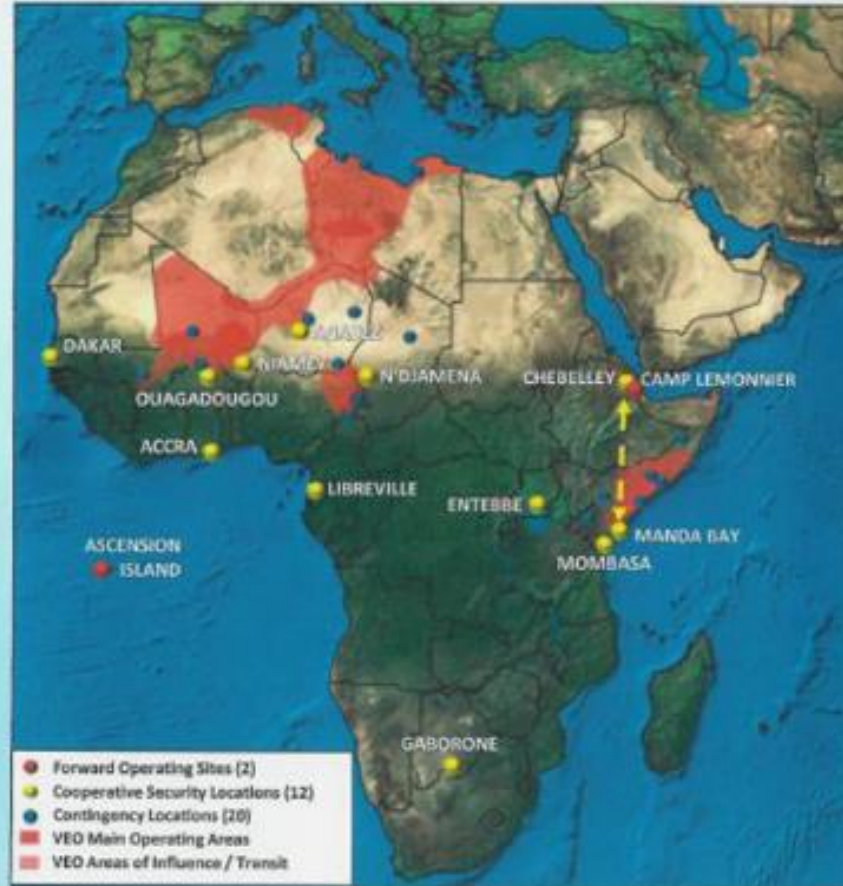 DAKAR
AGADEZ
NIAMEY
N'DJAMENA
OUAGADOUGOU
CHEBELLEY
CAMP LEMONNIER
ACCRA
LIBREVILLE
ENTEBBE
MANDA BAY
MOMBASA
ASCENSION
ISLAND
GABORONE
Forward Operating Sites (2)
Cooperative Security Locations (12)
Contingency Locations (20)
VEO Main Operating Areas
VEO Areas of Influence / Transit